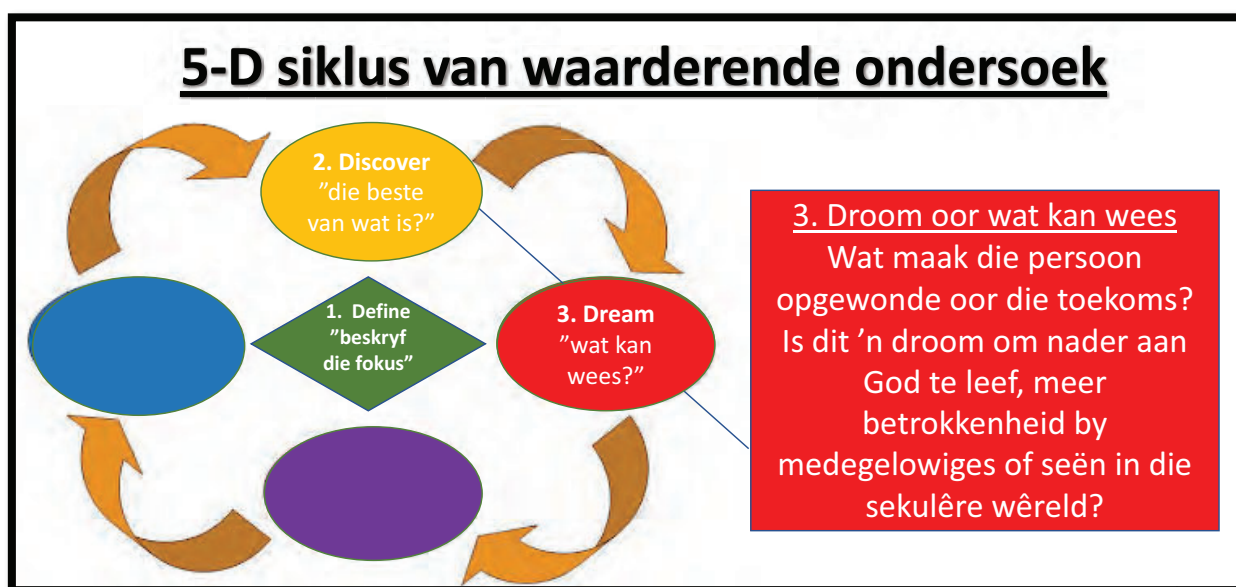 5-D siklus van waarderende ondersoek
2. Discover
”die beste
van wat is?”
1. Define
”beskryf
die fokus”
3. Dream
”wat kan
wees?”
3. Droom oor wat kan wees
Wat maak die persoon
opgewonde oor die toekoms?
Is dit ’n droom om nader aan
God te leef, meer
betrokkenheid by
medegelowiges of seën in die
sekulêre wêreld?